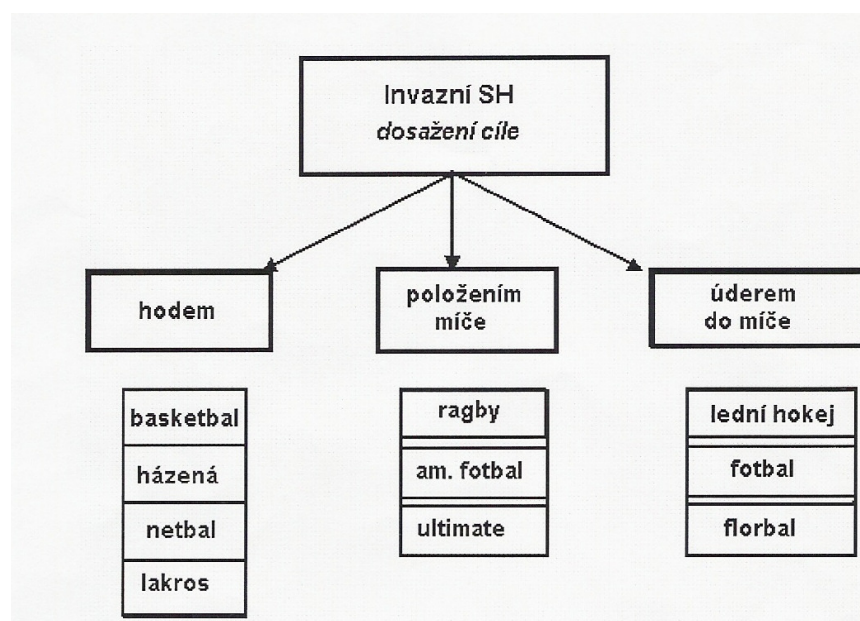 Invazní SH
dosažení cíle
hodem
položením
míče
úderem
do míče
basketbal
házená
netbal
lakros
ragby
am. fotbal
ultimate
lední hokej
fotbal
florbal